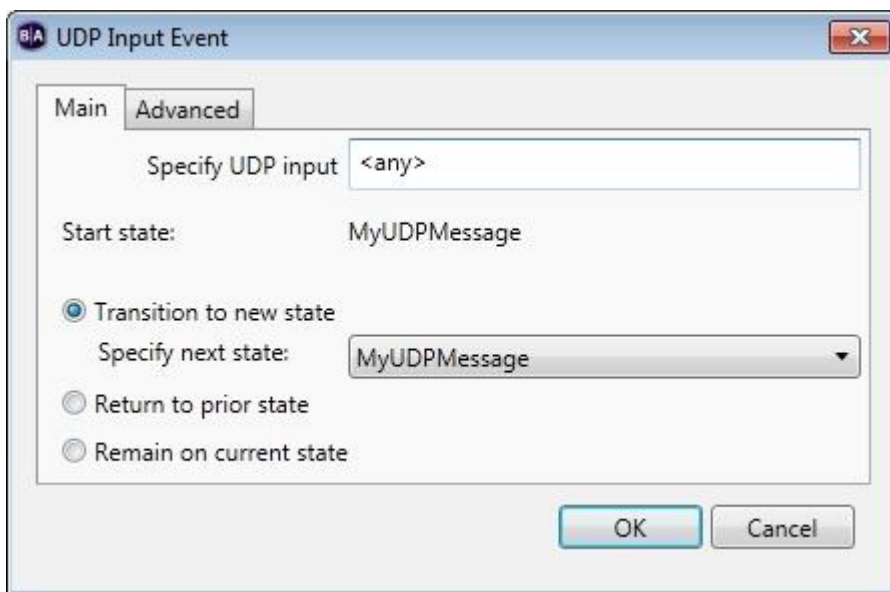 B|A UDP Input Event
Main Advanced
Specify UDP input <any>
Start state: MyUDPMessage
Transition to new state
Specify next state: MyUDPMessage
Return to prior state
Remain on current state
OK Cancel